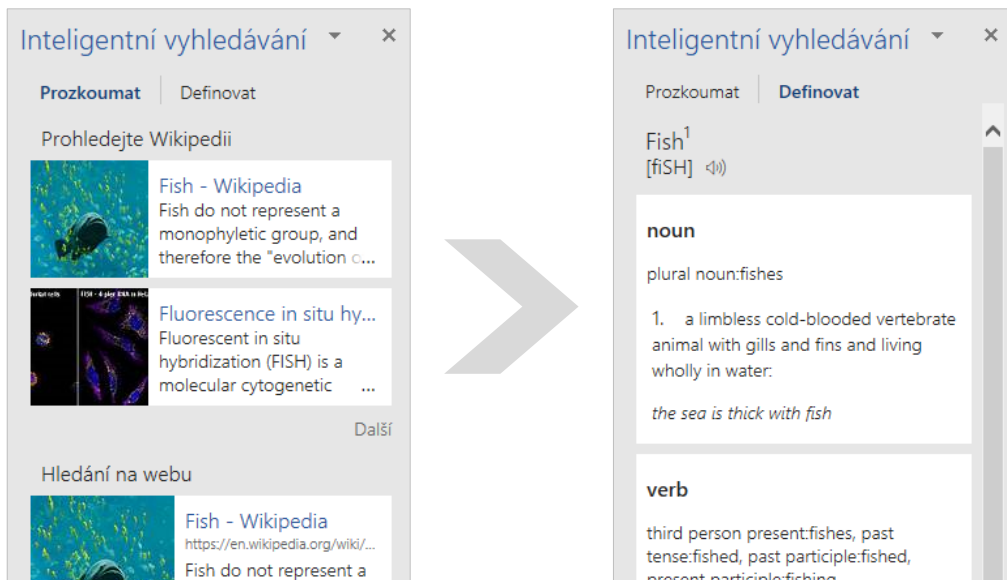 Inteligentní vyhledávání
Prozkoumat
Definovat
Prohledejte Wikipedii
Fish - Wikipedia
Fish do not represent a
monophyletic group, and
therefore the "evolution o...
Fluorescence in situ hy...
Fluorescent in situ
hybridization (FISH) is a
molecular cytogenetic ...
Další
Hledání na webu
Fish - Wikipedia
https://en.wikipedia.org/wiki/...
Fish do not represent a
Inteligentní vyhledávání
Prozkoumat
Definovat
Fish1
[fiSH]
noun
plural noun:fishes
1. a limbless cold-blooded vertebrate
animal with gills and fins and living
wholly in water:
the sea is thick with fish
verb
third person present:fishes, past
tense:fished, past participle:fished,
present participle:fishing